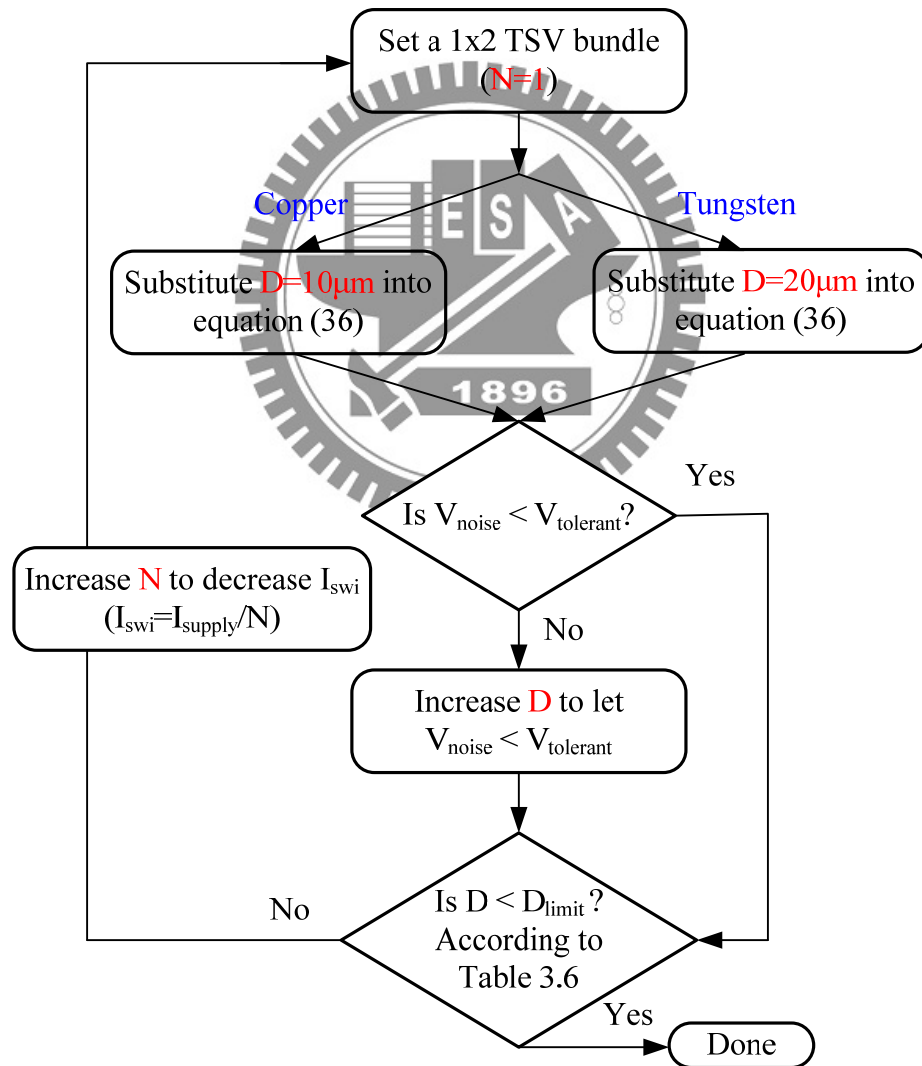 Set a 1x2 TSV bundle
(N=1)
Copper
Tungsten
Substitute D=10μm into
equation (36)
Substitute D=20μm into
equation (36)
ESA
1896
Is Vnoise < Vtolerant?
Yes
No
Increase N to decrease Iswi
(Iswi=Isupply/N)
Increase D to let
Vnoise < Vtolerant
Is D < Dlimit ?
According to
Table 3.6
No
Yes
Done